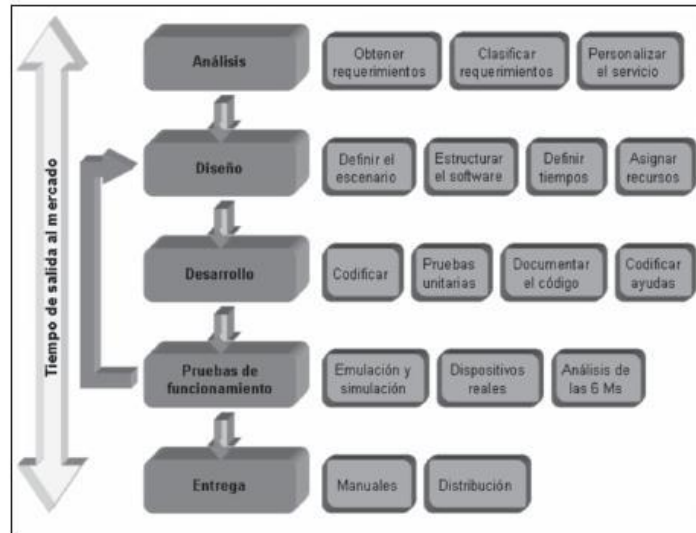 Tiempo de salida al mercado
Análisis
Obtener
requerimientos
Clasificar
requerimientos
Personalizar
el servicio
Diseño
Definir el
escenario
Estructurar
el software
Definir
tiempos
Asignar
recursos
Desarrollo
Codificar
Pruebas
unitarias
Documentar
el código
Codificar
ayudas
Pruebas de
funcionamiento
Emulación y
simulación
Dispositivos
reales
Análisis de
las 6 Ms
Entrega
Manuales
Distribución